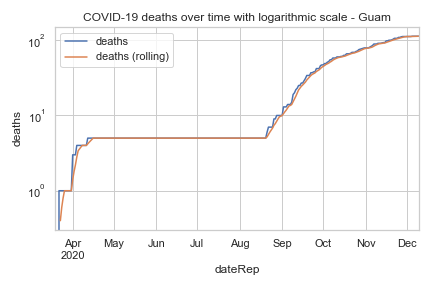 COVID-19 deaths over time with logarithmic scale - Guam
deaths
deaths (rolling)
10²
10¹
10⁰
deaths
Apr May Jun Jul Aug Sep Oct Nov Dec
2020
dateRep